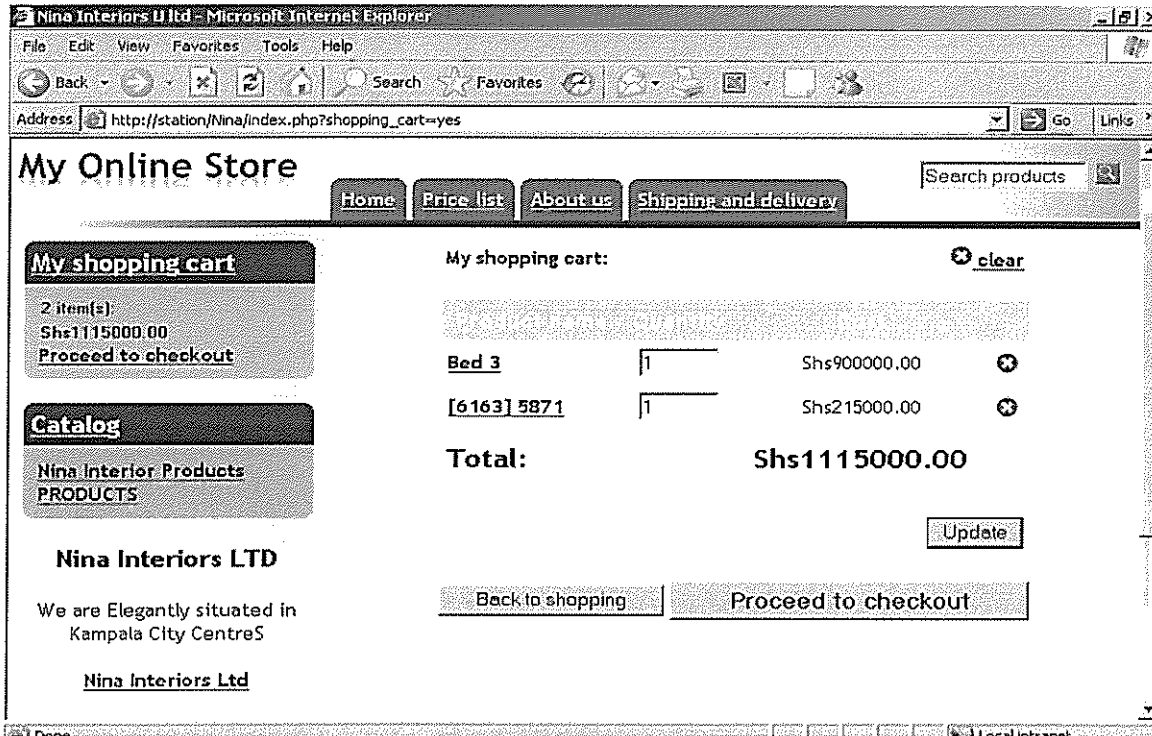 Nina Interiors U ltd - Microsoft Internet Explorer
File Edit View Favorites Tools Help
Back Search Favorites
Address http://station/Nina/index.php?shopping_cart=yes Go Links
My Online Store
Search products
Home Price list About us Shipping and delivery
My shopping cart
2 item(s):
Shs1115000.00
Proceed to checkout
Catalog
Nina Interior Products
PRODUCTS
Nina Interiors LTD
We are Elegantly situated in
Kampala City CentreS
Nina Interiors Ltd
My shopping cart: clear
Bed 3 1 Shs900000.00
[6163] 5871 1 Shs215000.00
Total: Shs1115000.00
Update
Back to shopping Proceed to checkout
Done Local intranet